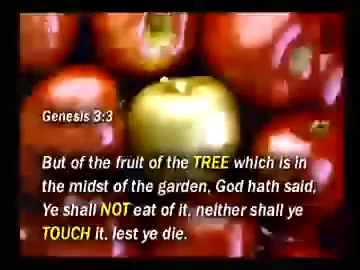 Genesis 3:3
But of the fruit of the TREE which is in
the midst of the garden, God hath said,
Ye shall NOT eat of it, neither shall ye
TOUCH it, lest ye die.